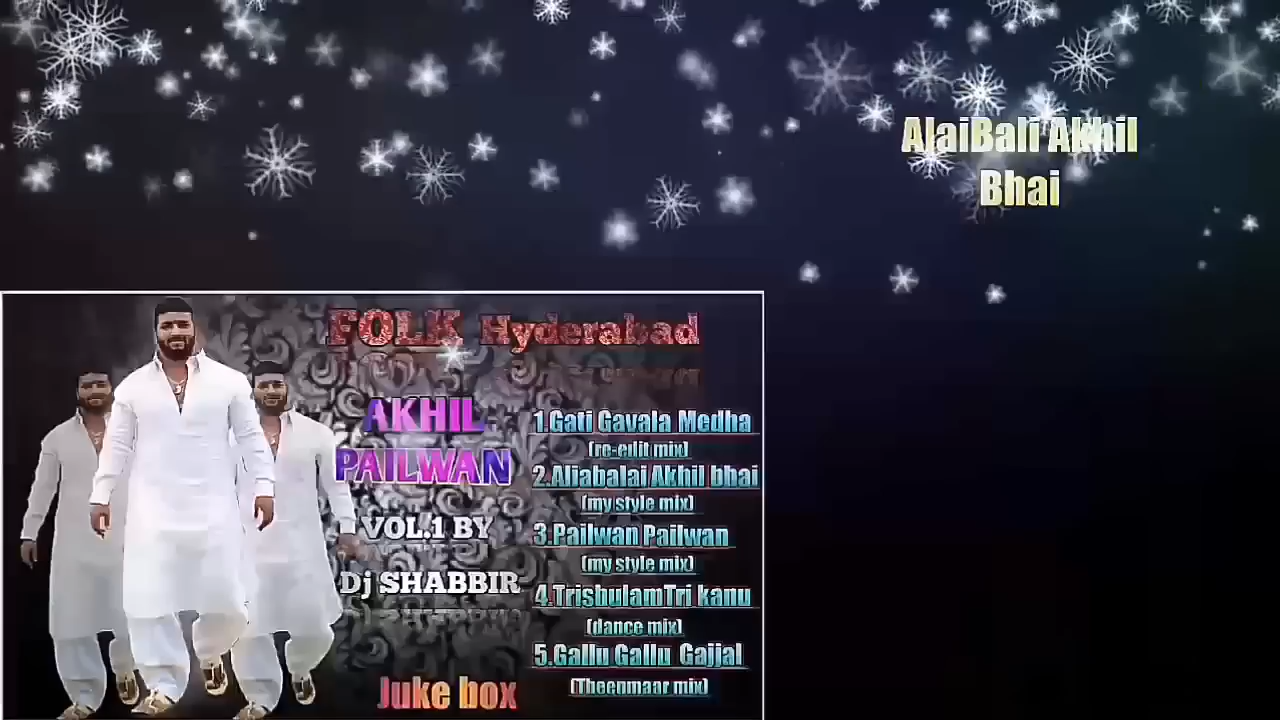 AlaiBali Akhil
Bhai
FOLK Hyderabad
AKHIL
PAILWAN
VOL.1 BY
Dj SHABBIR
Juke box
1.Gati Gavala Medha
(re-edit mix)
2.Aliabalai Akhil bhai
(my style mix)
3.Pailwan Pailwan
(my style mix)
4.TrishulamTri kanu
(dance mix)
5.Gallu Gallu Gajjal
(Theenmaar mix)